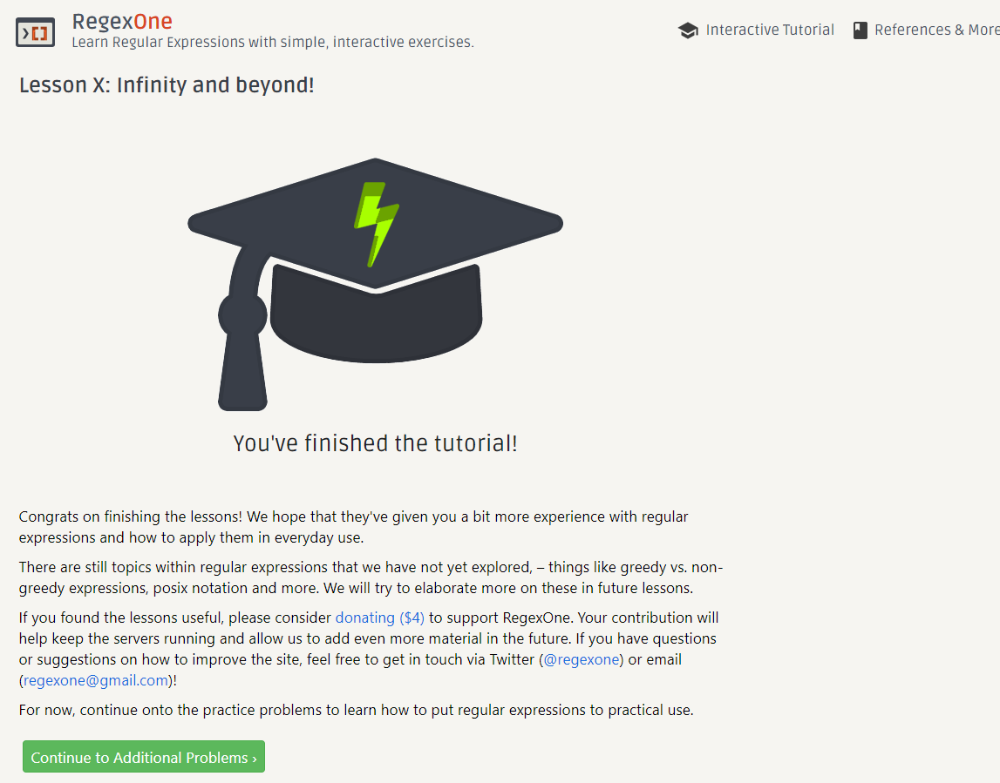 RegexOne
Learn Regular Expressions with simple, interactive exercises.
Interactive Tutorial
References & More
Lesson X: Infinity and beyond!
You've finished the tutorial!
Congrats on finishing the lessons! We hope that they've given you a bit more experience with regular
expressions and how to apply them in everyday use.
There are still topics within regular expressions that we have not yet explored, – things like greedy vs. non-
greedy expressions, posix notation and more. We will try to elaborate more on these in future lessons.
If you found the lessons useful, please consider donating ($4) to support RegexOne. Your contribution will
help keep the servers running and allow us to add even more material in the future. If you have questions
or suggestions on how to improve the site, feel free to get in touch via Twitter (@regexone) or email
(regexone@gmail.com)!
For now, continue onto the practice problems to learn how to put regular expressions to practical use.
Continue to Additional Problems ›